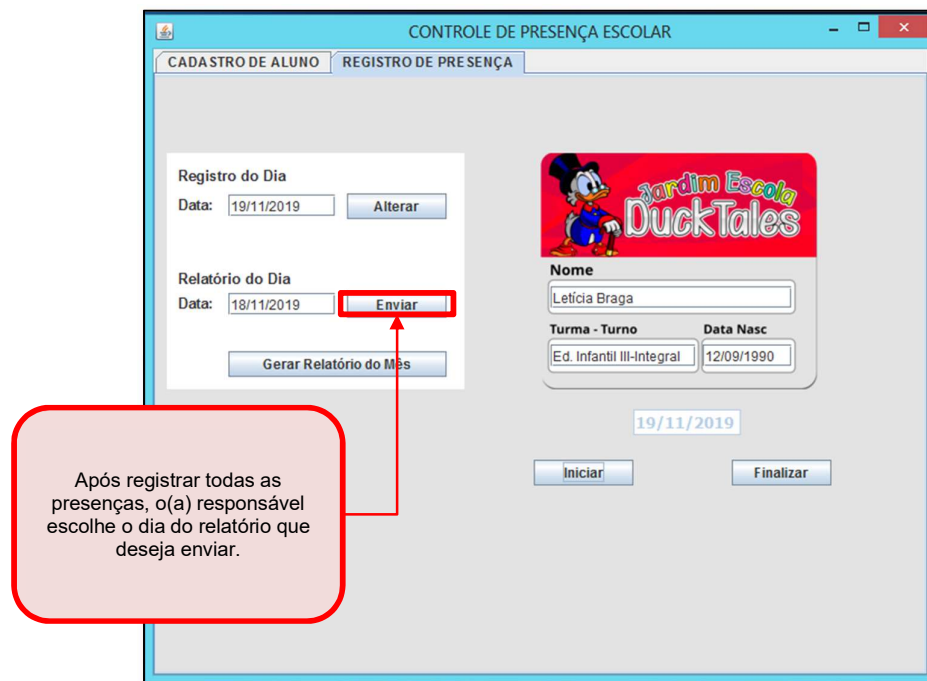 CONTROLE DE PRESENÇA ESCOLAR
CADASTRO DE ALUNO
REGISTRO DE PRESENÇA
Registro do Dia
Data: 19/11/2019 Alterar
Relatório do Dia
Data: 18/11/2019 Enviar
Gerar Relatório do Mês
Jardim Escola
DuckTales
Nome
Letícia Braga
Turma - Turno Data Nasc
Ed. Infantil III-Integral 12/09/1990
19/11/2019
Iniciar Finalizar
Após registrar todas as
presenças, o(a) responsável
escolhe o dia do relatório que
deseja enviar.